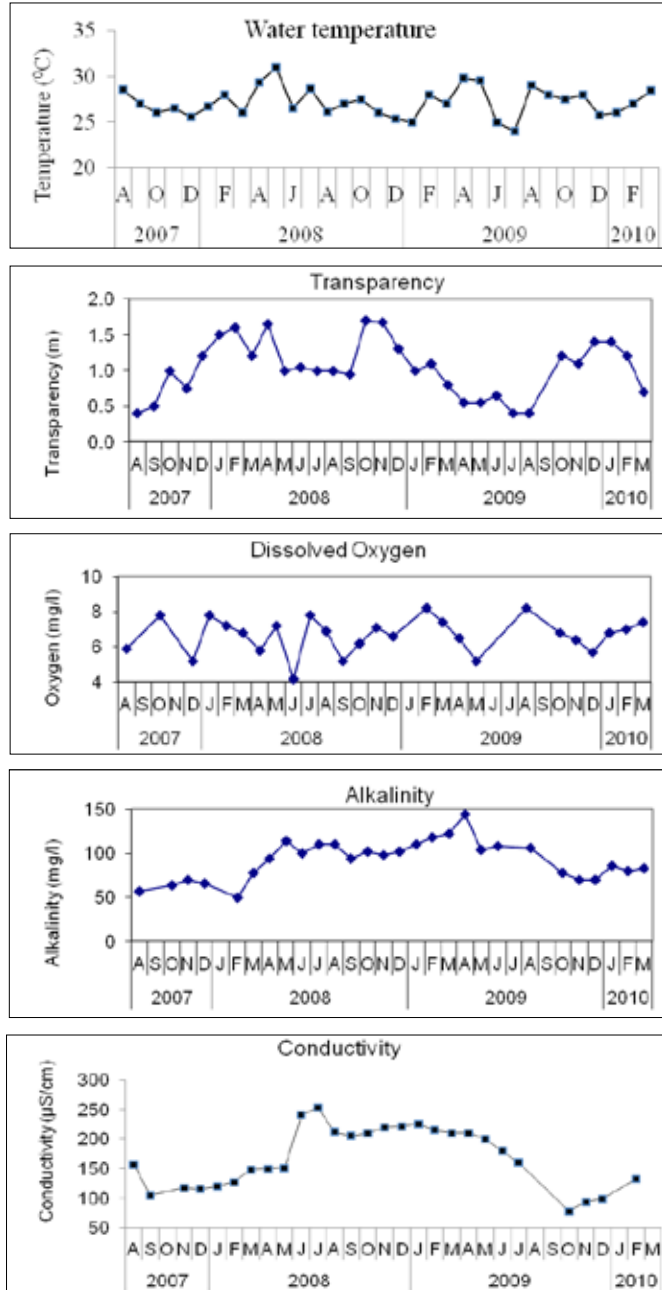 Water temperature
Temperature (⁰C)
35
30
25
20
A O D F A J A O D F A J A O D F
2007 2008 2009 2010
Transparency
Transparency (m)
2.0
1.5
1.0
0.5
0.0
A S O N D J F M A M J J A S O N D J F M A M J J A S O N D J F M
2007 2008 2009 2010
Dissolved Oxygen
Oxygen (mg/l)
10
8
6
4
A S O N D J F M A M J J A S O N D J F M A M J J A S O N D J F M
2007 2008 2009 2010
Alkalinity
Alkalinity (mg/l)
150
100
50
0
A S O N D J F M A M J J A S O N D J F M A M J J A S O N D J F M
2007 2008 2009 2010
Conductivity
Conductivity (µS/cm)
300
250
200
150
100
50
A S O N D J F M A M J J A S O N D J F M A M J J A S O N D J F M
2007 2008 2009 2010